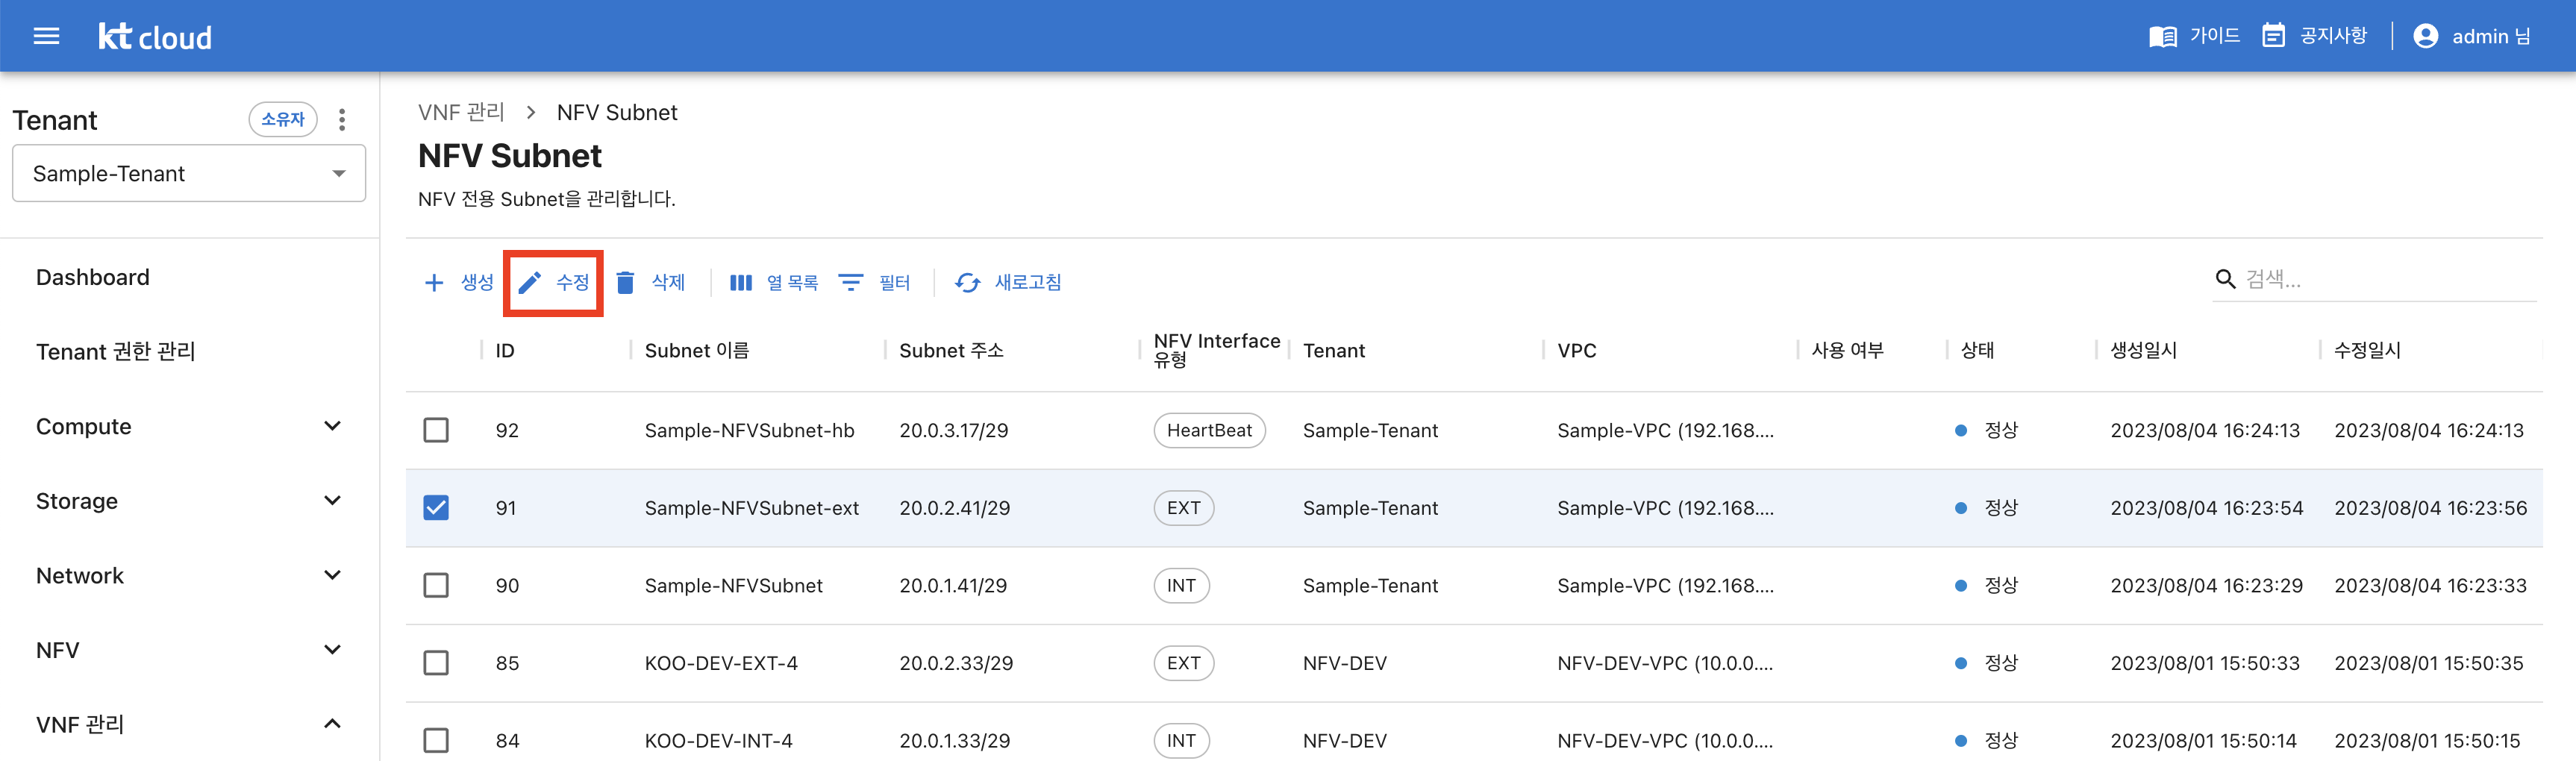 kt cloud
가이드 공지사항 admin 님
Tenant 소유자
Sample-Tenant
Dashboard
Tenant 권한 관리
Compute
Storage
Network
NFV
VNF 관리
VNF 관리 > NFV Subnet
NFV Subnet
NFV 전용 Subnet을 관리합니다.
생성 수정 삭제 열 목록 필터 새로고침 검색...
ID Subnet 이름 Subnet 주소 NFV Interface 유형 Tenant VPC 사용 여부 상태 생성일시 수정일시
92 Sample-NFVSubnet-hb 20.0.3.17/29 HeartBeat Sample-Tenant Sample-VPC (192.168.... 정상 2023/08/04 16:24:13 2023/08/04 16:24:13
91 Sample-NFVSubnet-ext 20.0.2.41/29 EXT Sample-Tenant Sample-VPC (192.168.... 정상 2023/08/04 16:23:54 2023/08/04 16:23:56
90 Sample-NFVSubnet 20.0.1.41/29 INT Sample-Tenant Sample-VPC (192.168.... 정상 2023/08/04 16:23:29 2023/08/04 16:23:33
85 KOO-DEV-EXT-4 20.0.2.33/29 EXT NFV-DEV NFV-DEV-VPC (10.0.0.... 정상 2023/08/01 15:50:33 2023/08/01 15:50:35
84 KOO-DEV-INT-4 20.0.1.33/29 INT NFV-DEV NFV-DEV-VPC (10.0.0.... 정상 2023/08/01 15:50:14 2023/08/01 15:50:15